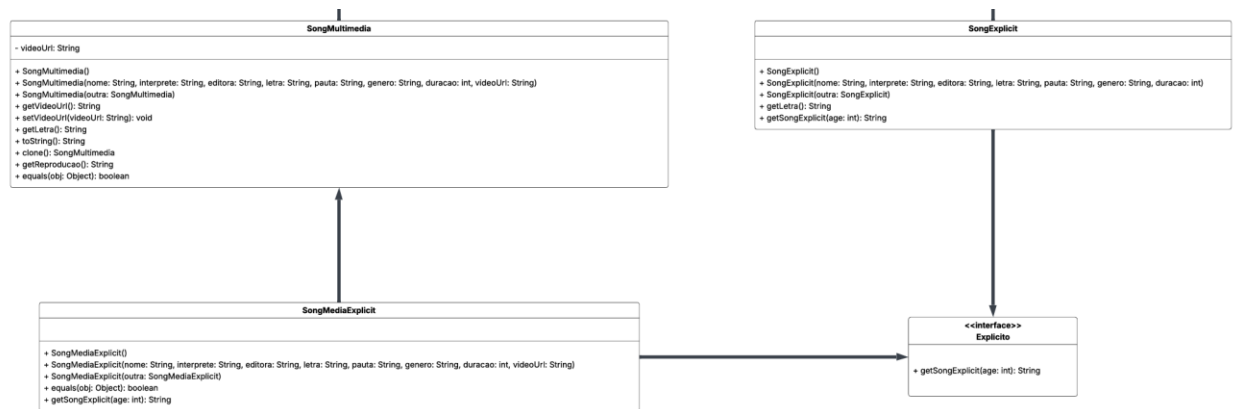 SongMultimedia
- videoUrl: String
+ SongMultimedia()
+ SongMultimedia(nome: String, interprete: String, editora: String, letra: String, pauta: String, genero: String, duracao: int, videoUrl: String)
+ SongMultimedia(outra: SongMultimedia)
+ getVideoUrl(): String
+ setVideoUrl(videoUrl: String): void
+ getLetra(): String
+ toString(): String
+ clone(): SongMultimedia
+ getReproducao(): String
+ equals(obj: Object): boolean
SongExplicit
+ SongExplicit()
+ SongExplicit(nome: String, interprete: String, editora: String, letra: String, pauta: String, genero: String, duracao: int)
+ SongExplicit(outra: SongExplicit)
+ getLetra(): String
+ getSongExplicit(age: int): String
SongMediaExplicit
+ SongMediaExplicit()
+ SongMediaExplicit(nome: String, interprete: String, editora: String, letra: String, pauta: String, genero: String, duracao: int, videoUrl: String)
+ SongMediaExplicit(outra: SongMediaExplicit)
+ equals(obj: Object): boolean
+ getSongExplicit(age: int): String
<<interface>>
Explicito
+ getSongExplicit(age: int): String